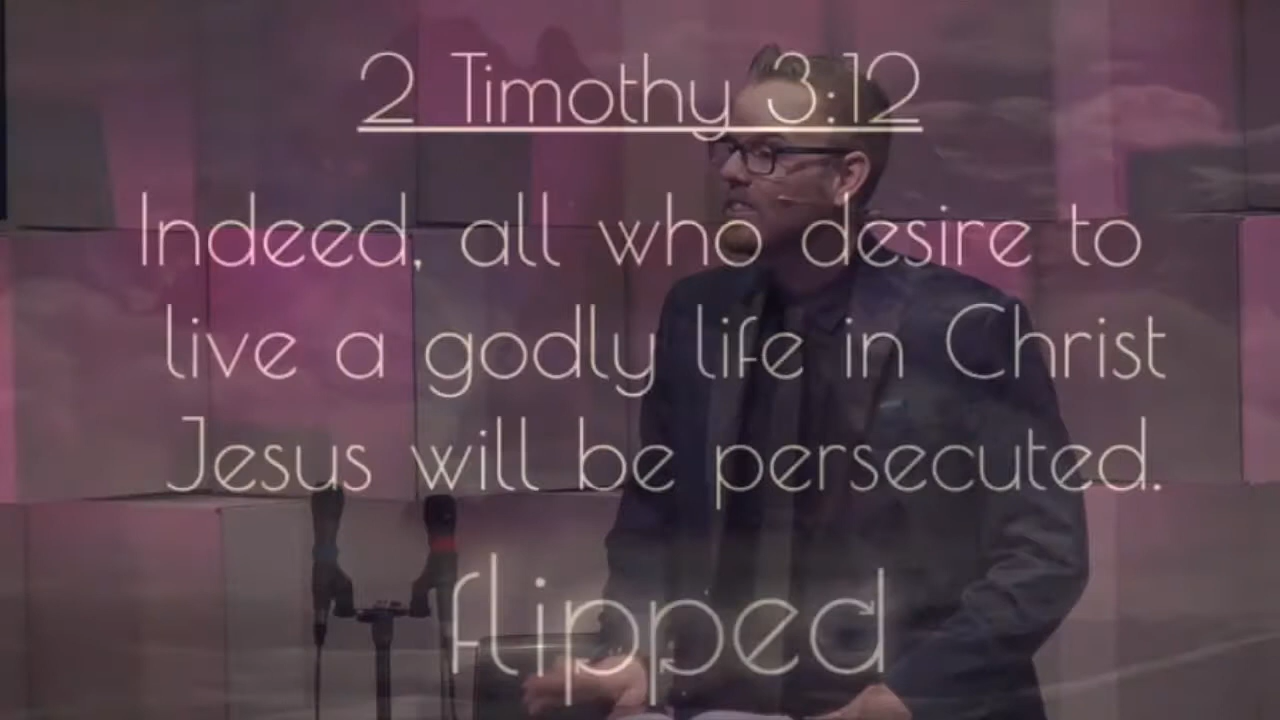 2 Timothy 3:12
Indeed, all who desire to
live a godly life in Christ
Jesus will be persecuted.
flipped